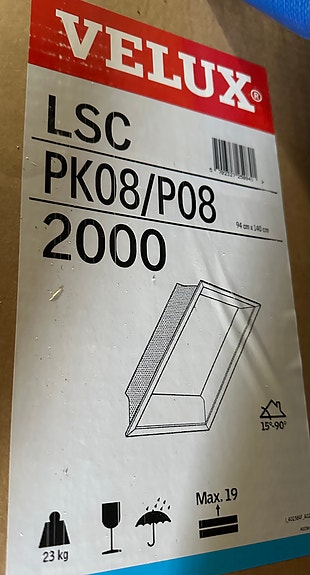 VELUX®
LSC
PK08/P08
94 cm x 140 cm
2000
15°-90°
Max. 19
23 kg